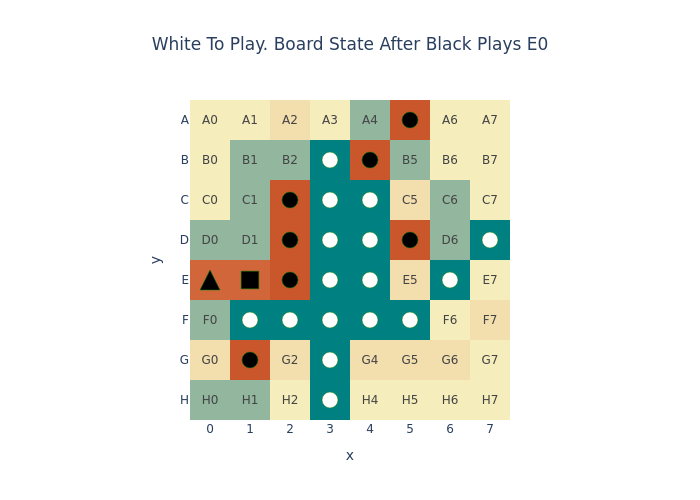 White To Play. Board State After Black Plays E0
A A0 A1 A2 A3 A4 A6 A7
B B0 B1 B2 B5 B6 B7
C C0 C1 C5 C6 C7
D D0 D1 D6
E E5 E7
F F0 F6 F7
G G0 G2 G4 G5 G6 G7
H H0 H1 H2 H4 H5 H6 H7
0 1 2 3 4 5 6 7
x
y